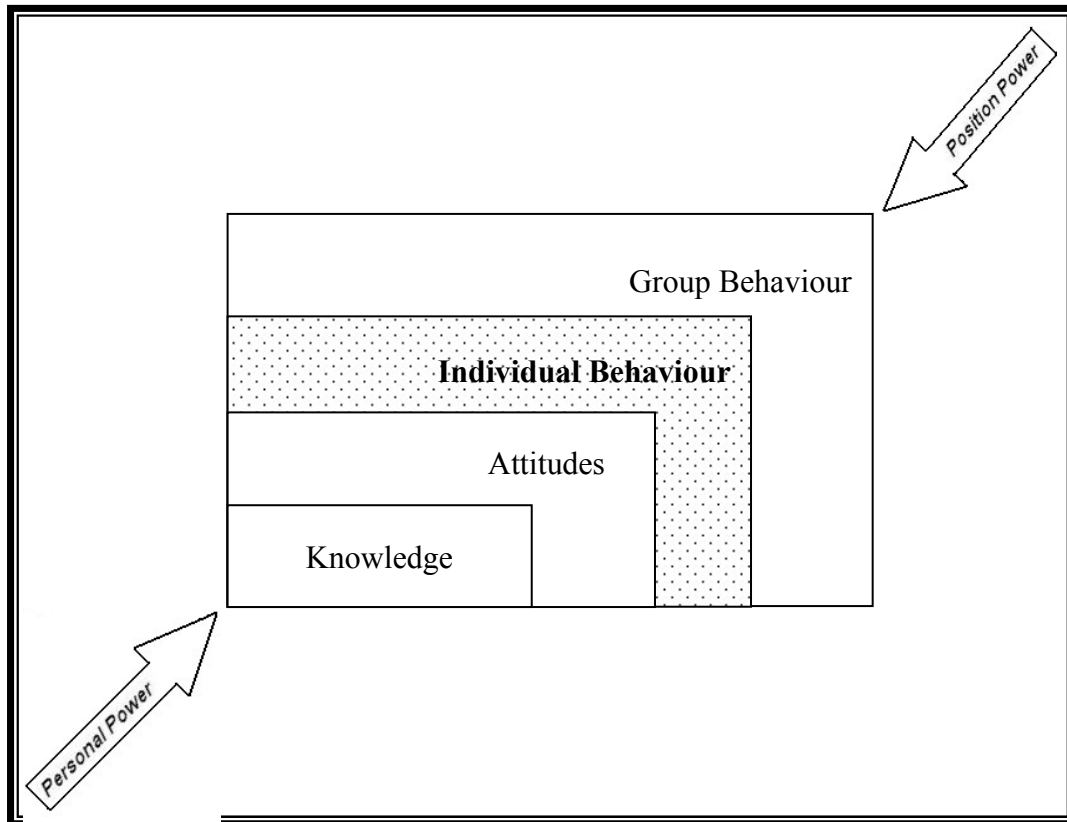 Position Power
Group Behaviour
Individual Behaviour
Attitudes
Knowledge
Personal Power